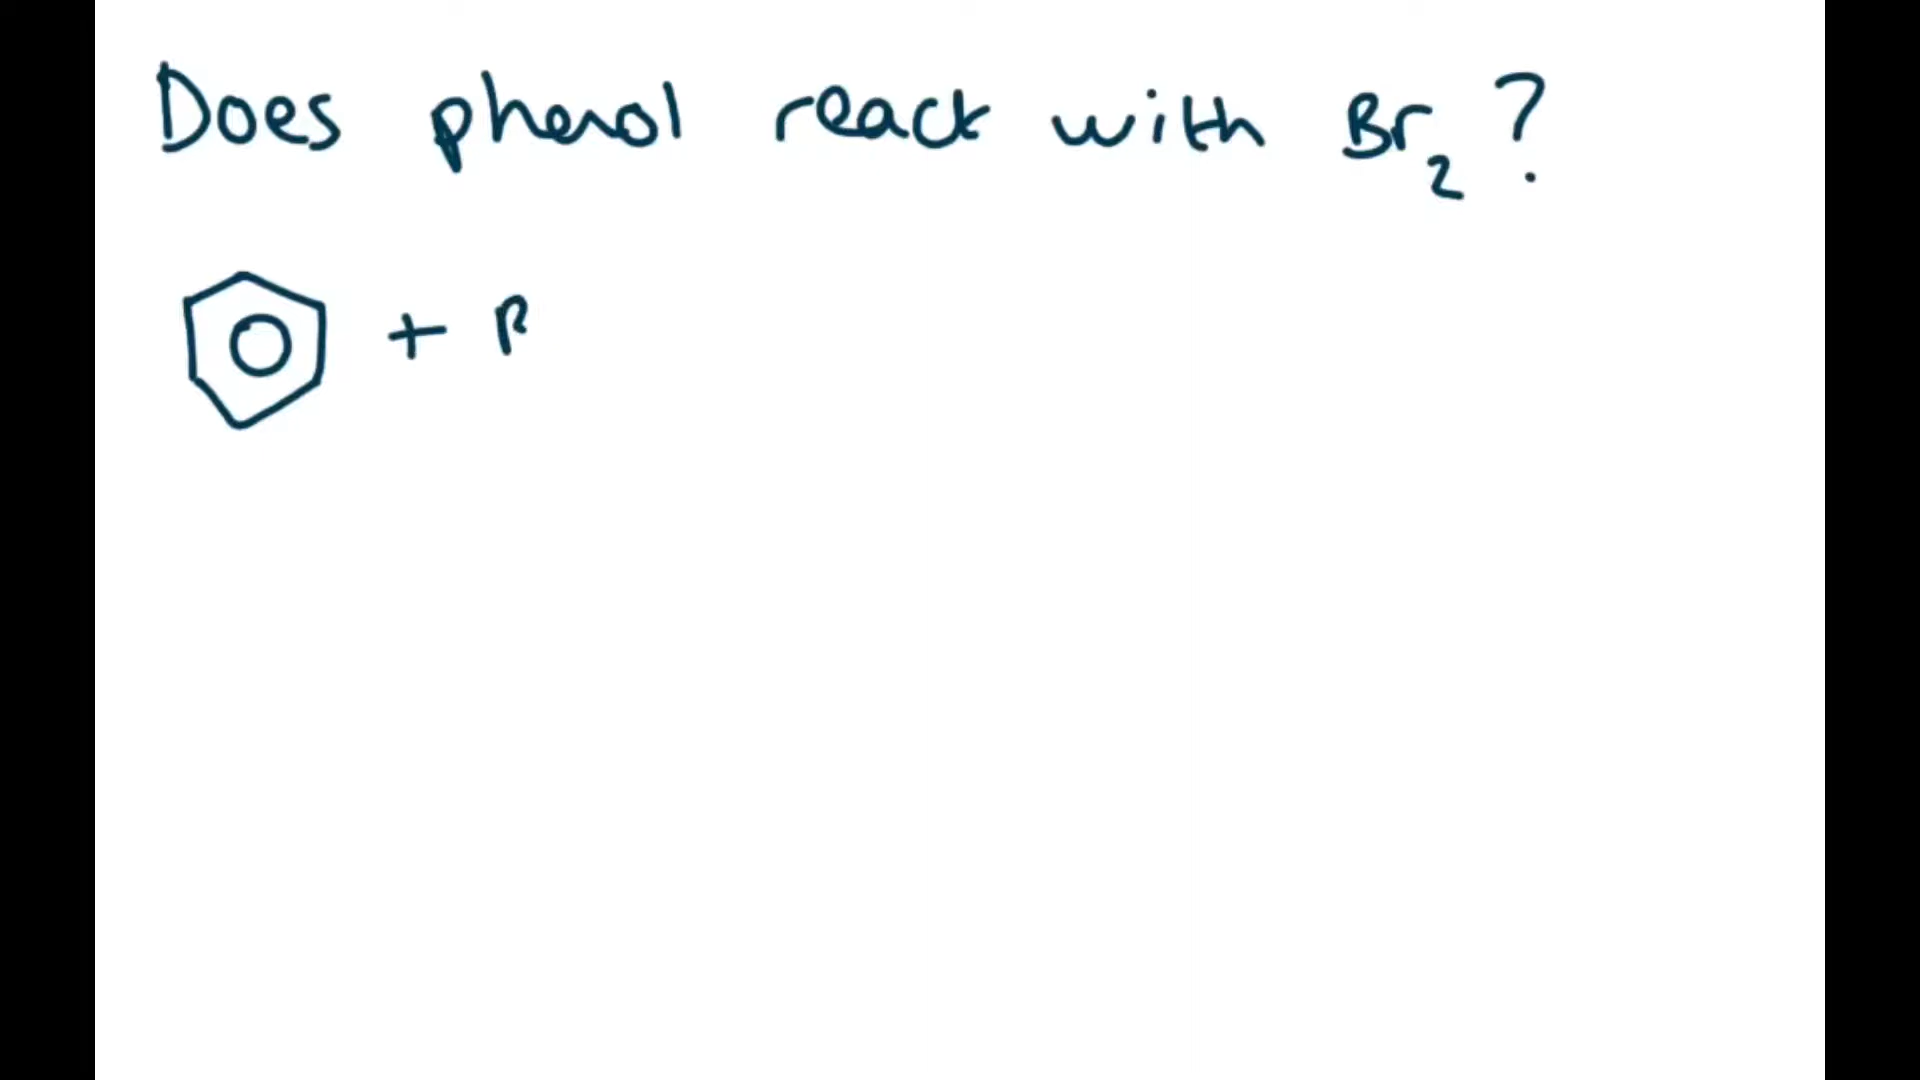 Does phenol react with Br₂?
+